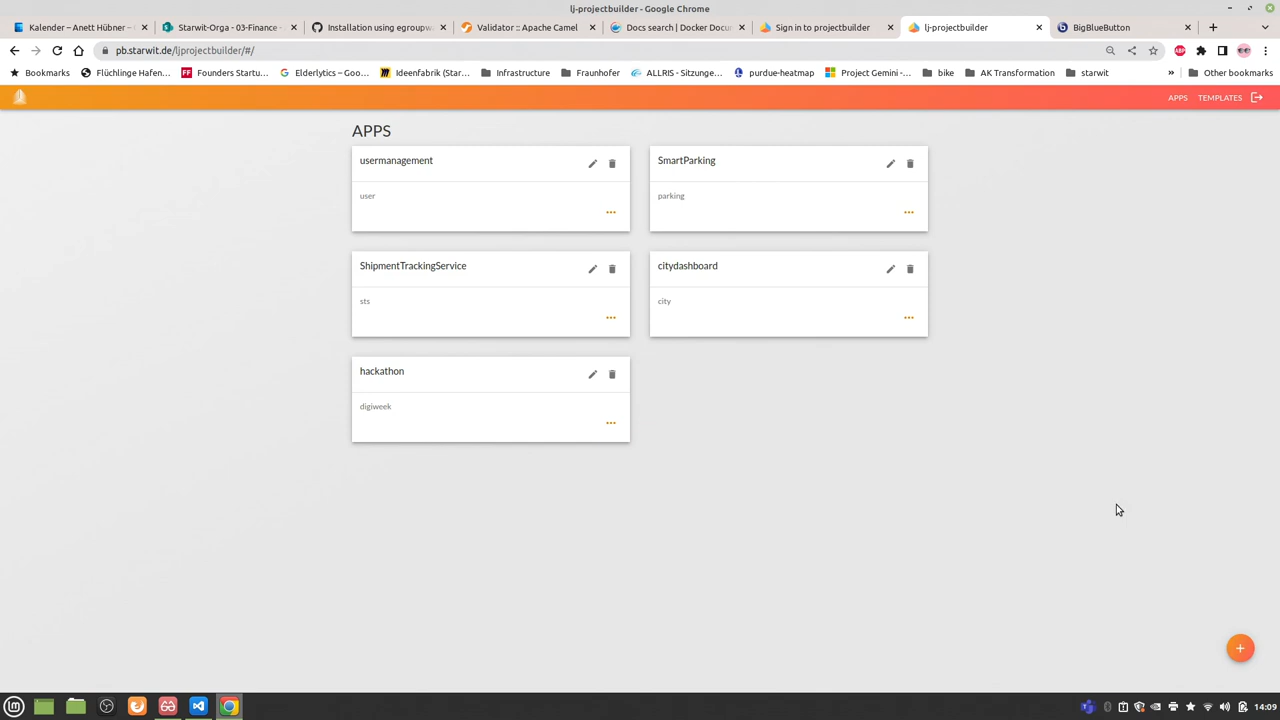 lj-projectbuilder - Google Chrome
Kalender – Anett Hübner – C
Starwit-Orga - 03-Finance -
Installation using egroupw
Validator :: Apache Camel
Docs search | Docker Docu
Sign in to projectbuilder
lj-projectbuilder
BigBlueButton
pb.starwit.de/ljprojectbuilder/#/
Bookmarks
Flüchlinge Hafen...
Founders Startu...
Elderlytics – Goo...
Ideenfabrik (Star...
Infrastructure
Fraunhofer
ALLRIS - Sitzunge...
purdue-heatmap
Project Gemini -...
bike
AK Transformation
starwit
»
Other bookmarks
APPS
TEMPLATES
APPS
usermanagement
user
...
SmartParking
parking
...
ShipmentTrackingService
sts
...
citydashboard
city
...
hackathon
digiweek
...
+
14:09